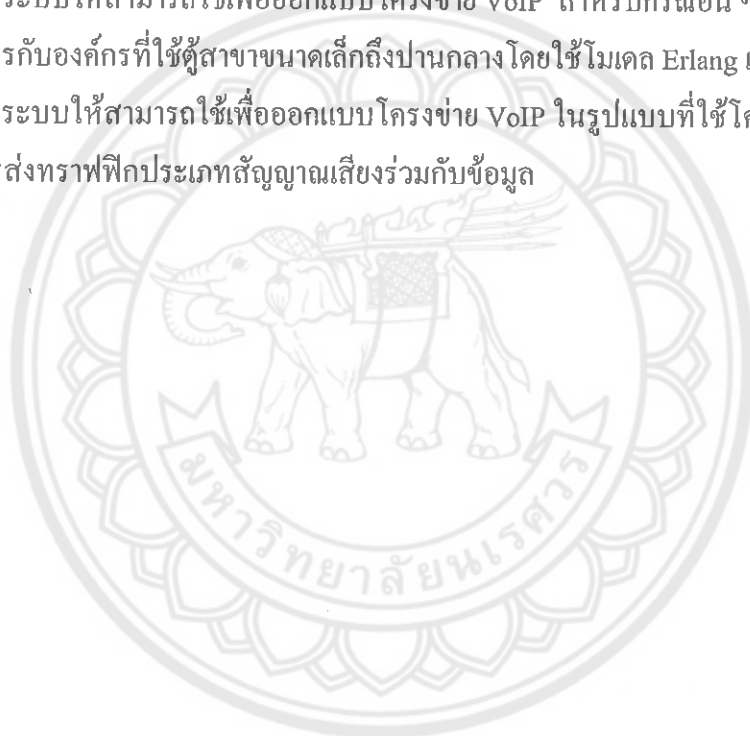 ระบบให้สามารถใช้เพื่อออกแบบโครงข่าย VoIP สำหรับกรณีอื่น
รกับองค์กรที่ใช้ตู้สาขาขนาดเล็กถึงปานกลางโดยใช้โมเดล Erlang
ระบบให้สามารถใช้เพื่อออกแบบโครงข่าย VoIP ในรูปแบบที่ใช้
ส่งทราฟฟิกประเภทสัญญาณเสียงร่วมกับข้อมูล
มหาวิทยาลัยนเรศวร